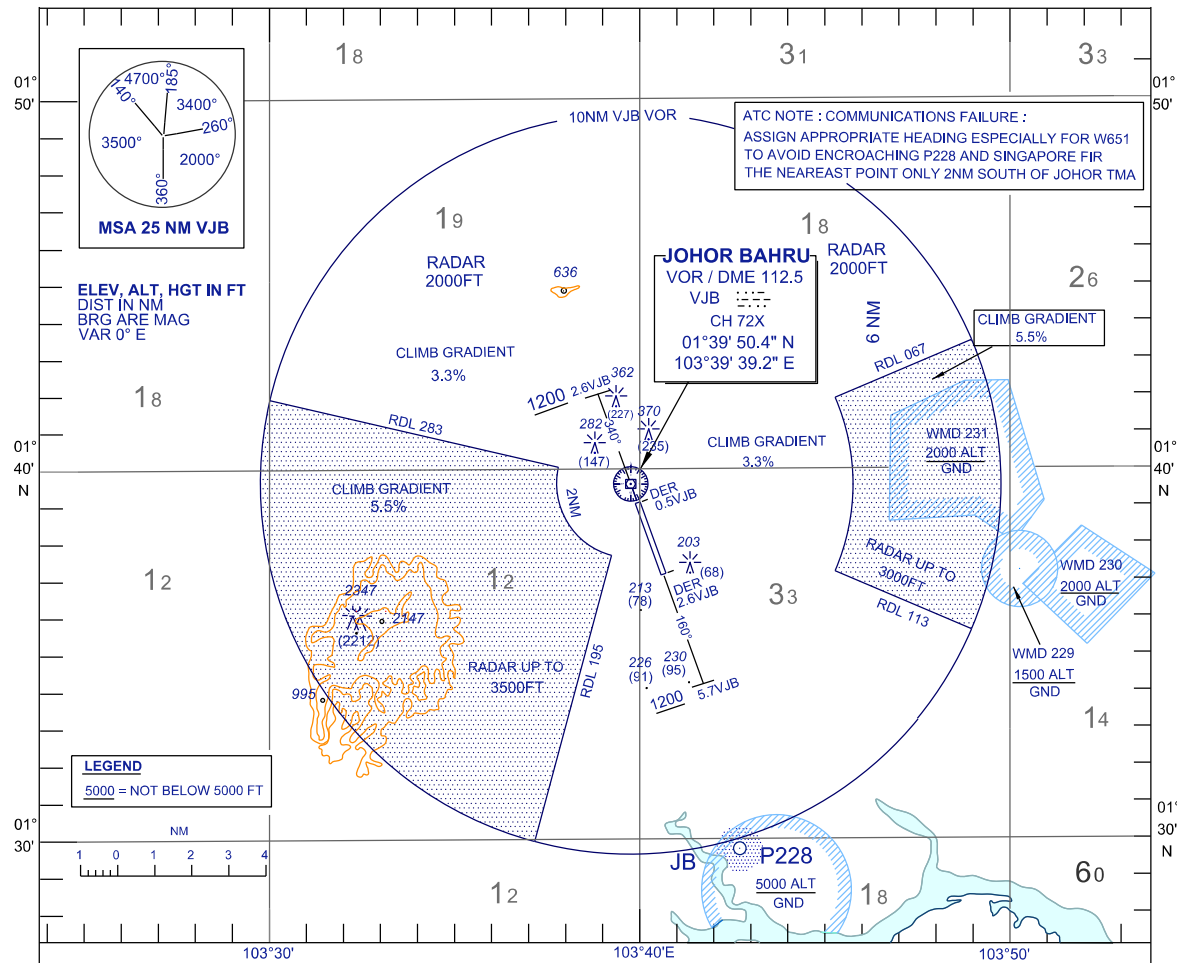 4700°
185°
140°
3400°
260°
3500°
2000°
360°
MSA 25 NM VJB
ELEV, ALT, HGT IN FT
DIST IN NM
BRG ARE MAG
VAR 0° E
18
31
33
01°
50'
01°
50'
10NM VJB VOR
ATC NOTE : COMMUNICATIONS FAILURE :
ASSIGN APPROPRIATE HEADING ESPECIALLY FOR W651
TO AVOID ENCROACHING P228 AND SINGAPORE FIR
THE NEAREAST POINT ONLY 2NM SOUTH OF JOHOR TMA
19
18
RADAR
2000FT
636
RADAR
2000FT
26
JOHOR BAHRU
VOR / DME 112.5
VJB
CH 72X
01°39' 50.4" N
103°39' 39.2" E
6 NM
CLIMB GRADIENT
5.5%
RDL 067
CLIMB GRADIENT
3.3%
18
1200
2.6VJB
340°
362
(227)
370
(235)
282
(147)
RDL 283
CLIMB GRADIENT
3.3%
WMD 231
2000 ALT
GND
01°
40'
N
01°
40'
N
CLIMB GRADIENT
5.5%
2NM
DER
0.5VJB
203
(68)
DER
2.6VJB
160°
213
(78)
RADAR UP TO
3000FT
RDL 113
WMD 230
2000 ALT
GND
12
12
33
2347
(2212)
2147
995
RADAR UP TO
3500FT
RDL 195
226
(91)
230
(95)
1200
5.7VJB
WMD 229
1500 ALT
GND
14
LEGEND
5000 = NOT BELOW 5000 FT
01°
30'
01°
30'
N
NM
1 0 1 2 3 4
JB
P228
5000 ALT
GND
12
18
60
103°30'
103°40'E
103°50'